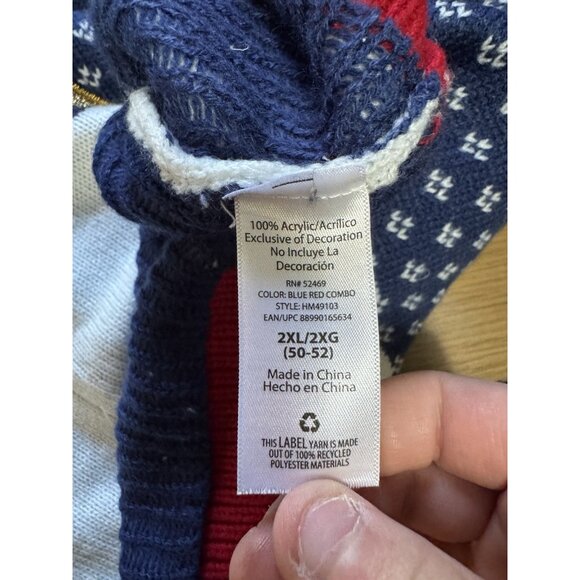 100% Acrylic/Acrílico
Exclusive of Decoration
No Incluye La
Decoración
RN# 52469
COLOR: BLUE RED COMBO
STYLE: HM49103
EAN/UPC 88990165634
2XL/2XG
(50-52)
Made in China
Hecho en China
THIS LABEL YARN IS MADE
OUT OF 100% RECYCLED
POLYESTER MATERIALS